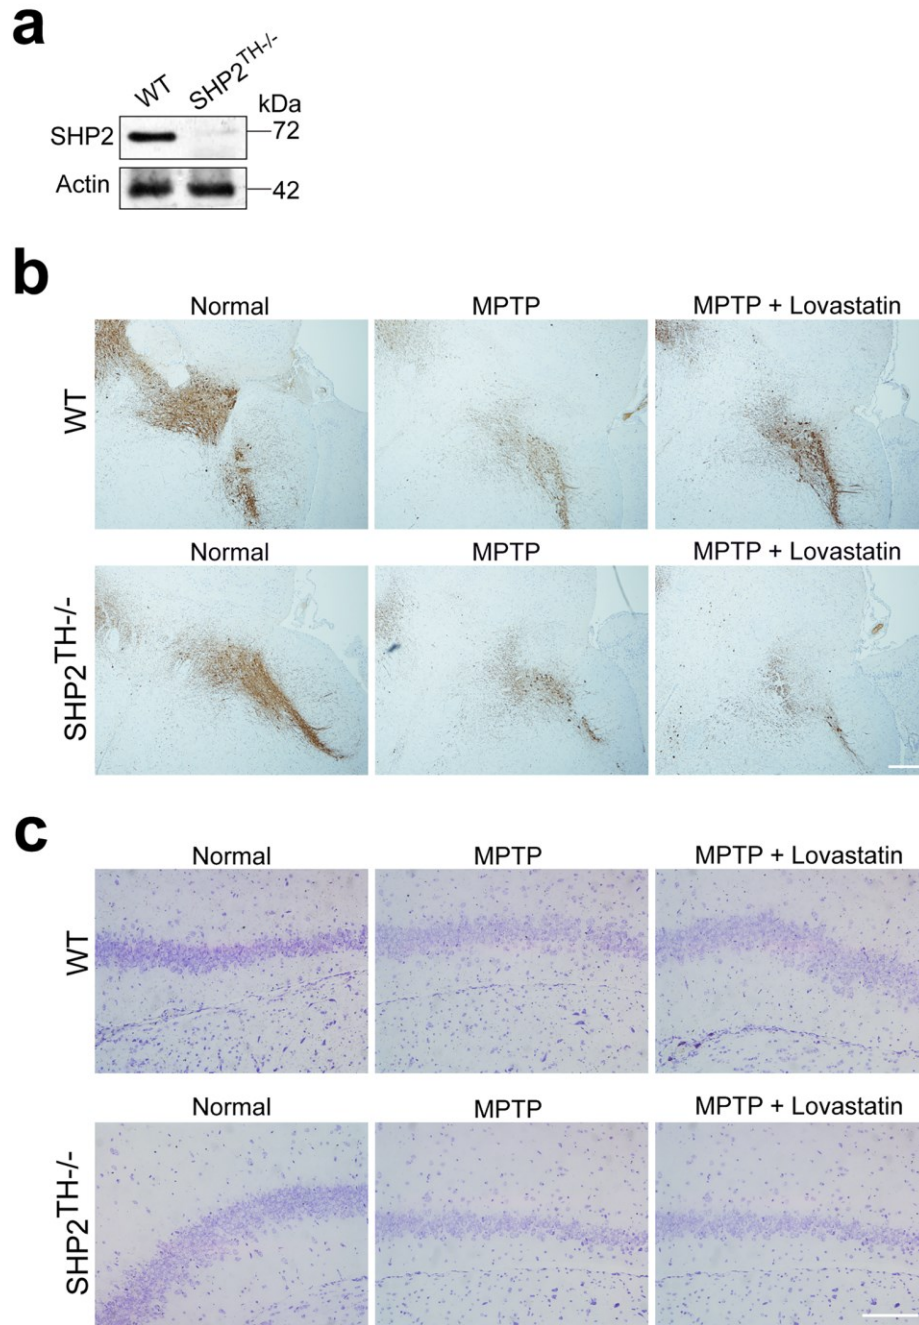 a
WT SHP2TH-/- kDa
SHP2 72
Actin 42
b
Normal MPTP MPTP + Lovastatin
WT
Normal MPTP MPTP + Lovastatin
SHP2TH-/-
c
Normal MPTP MPTP + Lovastatin
WT
Normal MPTP MPTP + Lovastatin
SHP2TH-/-